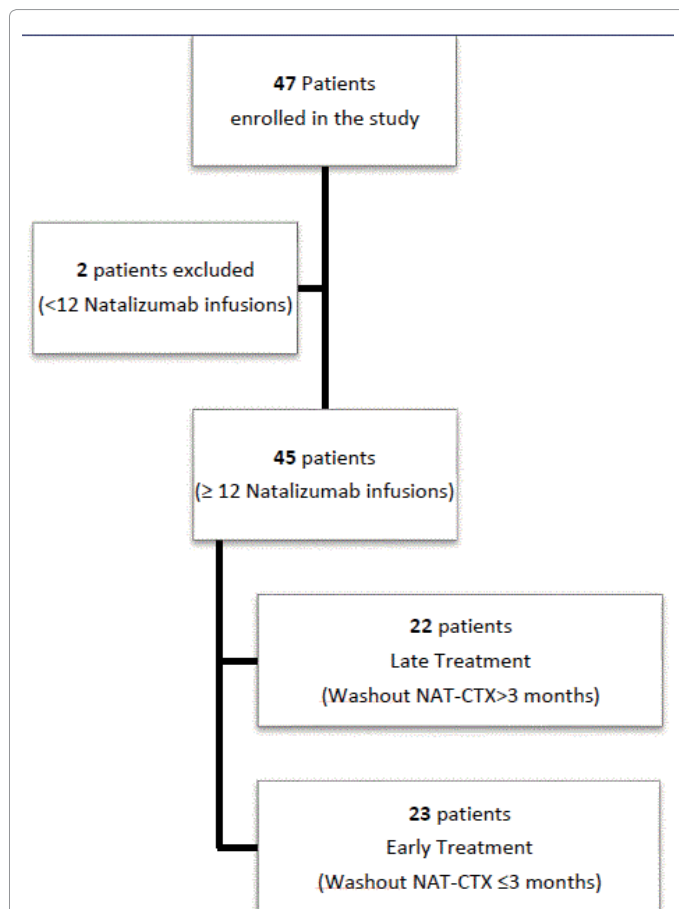 47 Patients
enrolled in the study
2 patients excluded
(<12 Natalizumab infusions)
45 patients
(≥ 12 Natalizumab infusions)
22 patients
Late Treatment
(Washout NAT-CTX>3 months)
23 patients
Early Treatment
(Washout NAT-CTX ≤3 months)